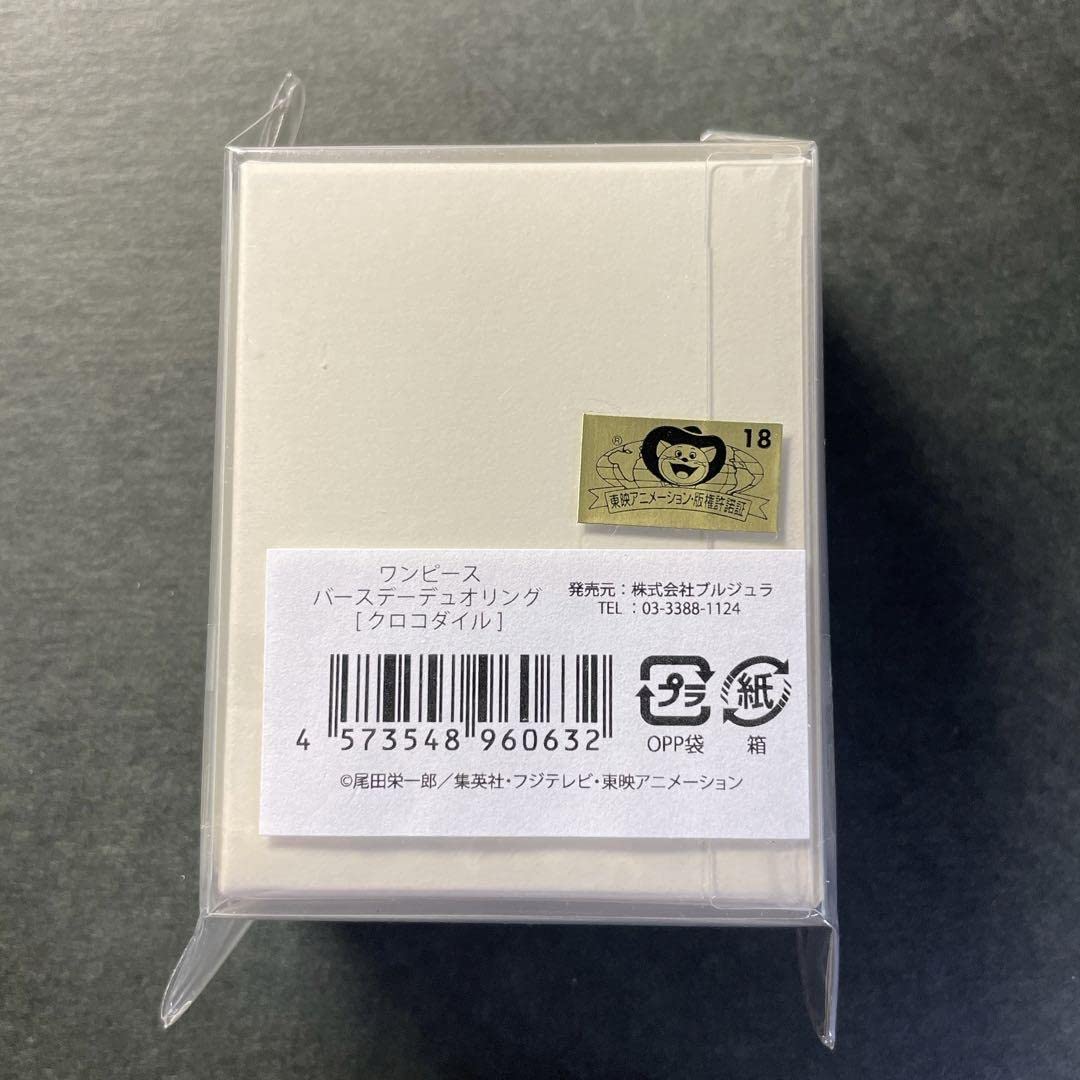 ® 18
東映アニメーション・版権許諾証
ワンピース
バースデーデュオリング
[ クロコダイル ]
発売元：株式会社ブルジュラ
TEL ：03-3388-1124
4 573548 960632
プラ
OPP袋
紙
箱
©尾田栄一郎／集英社・フジテレビ・東映アニメーション